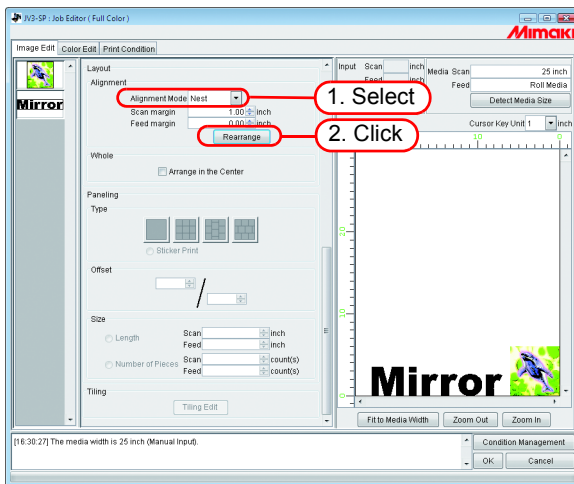 JV3-SP : Job Editor ( Full Color )
Mimaki
Image Edit Color Edit Print Condition
Mirror
Layout
Alignment
Alignment Mode Nest
Scan margin 1.00 inch
Feed margin 0.00 inch
Rearrange
1. Select
2. Click
Whole
Arrange in the Center
Paneling
Type
Sticker Print
Offset
/
Size
Length
Scan inch
Feed inch
Number of Pieces
Scan count(s)
Feed count(s)
Tiling
Tiling Edit
Input Scan inch
Feed inch
Media Scan 25 inch
Feed Roll Media
Detect Media Size
Cursor Key Unit 1 inch
10 0
20
10
0
Mirror
Fit to Media Width Zoom Out Zoom In
[16:30:27] The media width is 25 inch (Manual Input).
Condition Management
OK Cancel